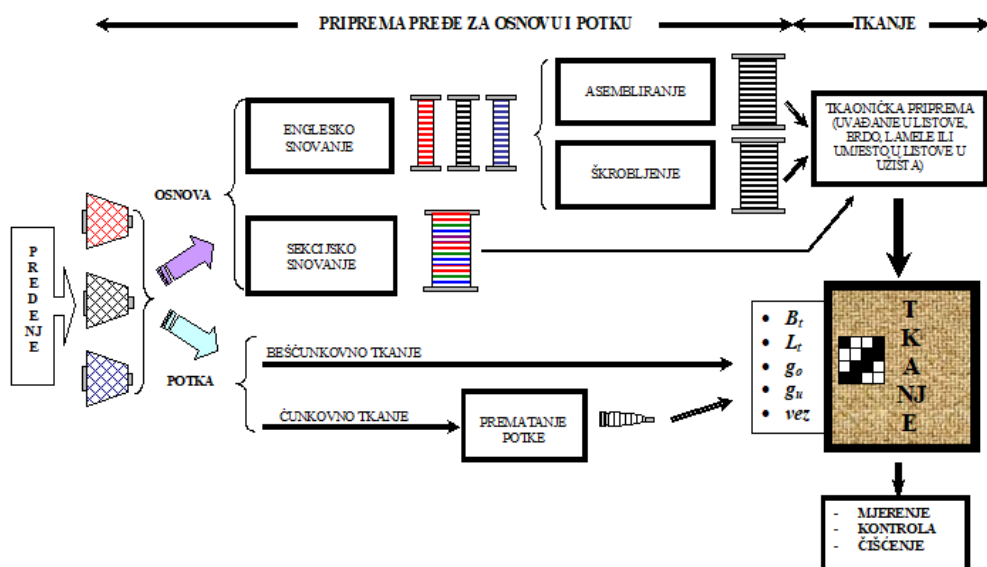 PRIPREMA PREĐE ZA OSNOVU I POTKU
TKANJE
PREDENJE
OSNOVA
ENGLESKO
SNOVANJE
SEKCIJSKO
SNOVANJE
ASEMBLIRANJE
ŠKROBLJENJE
TKAONIČKA PRIPREMA
(UVAĐANJE U LISTOVE,
BRDO, LAMELE ILI
UMJESTO U LISTOVE U
UŽIŠTA)
POTKA
BEŠČUNKOVNO TKANJE
ČUNKOVNO TKANJE
PREMATANJE
POTKE
• Bt
• Lt
• go
• gu
• vez
TKANJE
- MJERENJE
- KONTROLA
- ČIŠĆENJE